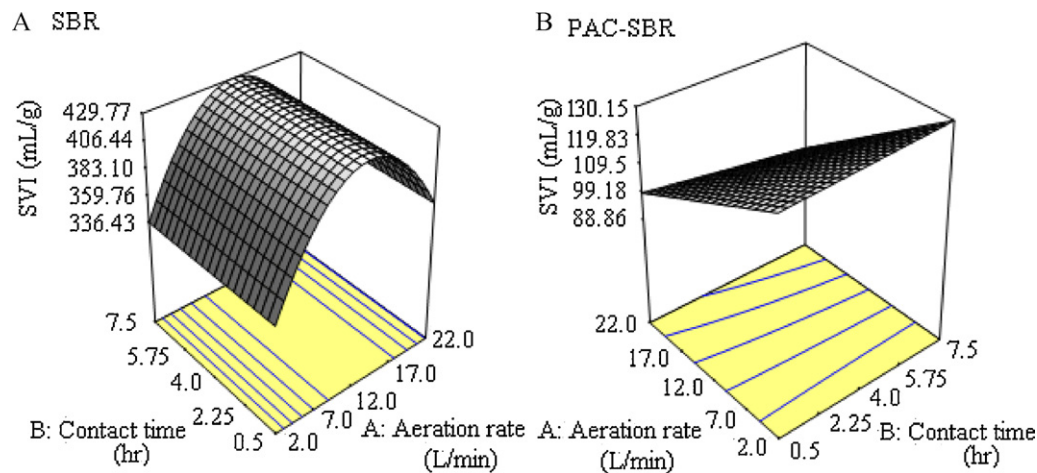 A SBR
SVI (mL/g)
429.77
406.44
383.10
359.76
336.43
7.5
5.75
4.0
2.25
0.5
B: Contact time
(hr)
22.0
17.0
12.0
7.0
2.0
A: Aeration rate
(L/min)
B PAC-SBR
SVI (mL/g)
130.15
119.83
109.5
99.18
88.86
22.0
17.0
12.0
7.0
2.0
A: Aeration rate
(L/min)
7.5
5.75
4.0
2.25
0.5
B: Contact time
(hr)